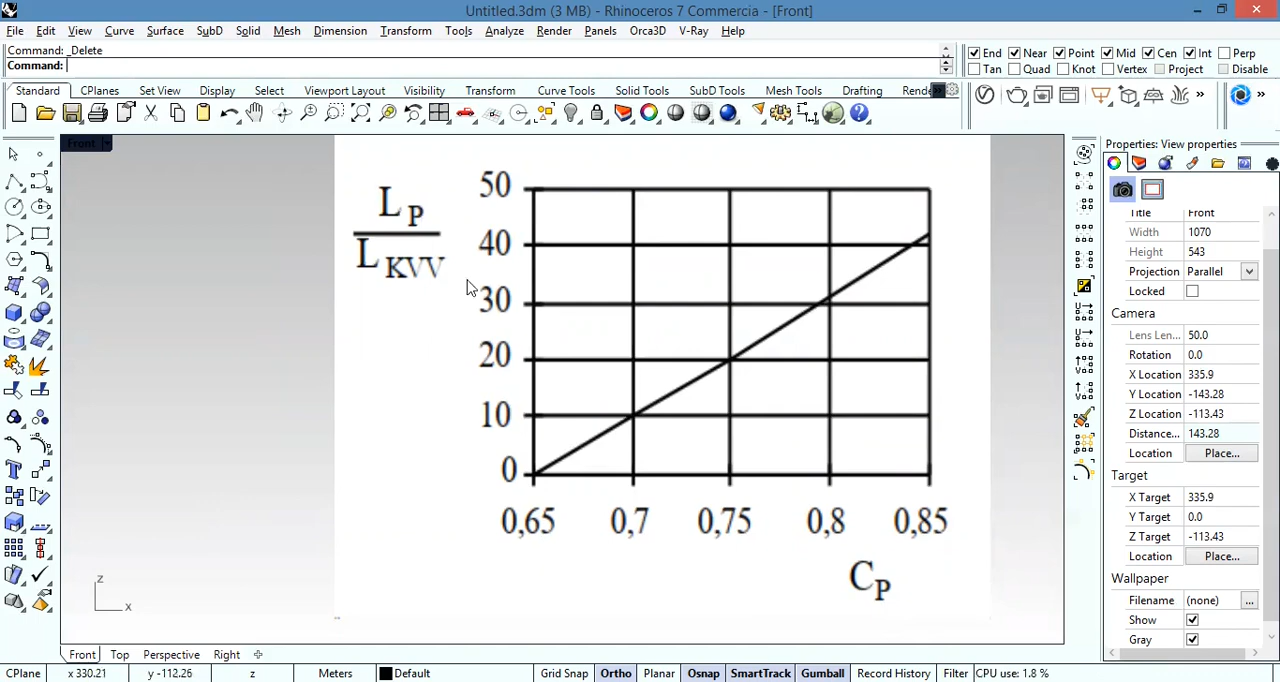 Untitled.3dm (3 MB) - Rhinoceros 7 Commercia - [Front]
File Edit View Curve Surface SubD Solid Mesh Dimension Transform Tools Analyze Render Panels Orca3D V-Ray Help
Command: _Delete
Command:
End Near Point Mid Cen Int Perp
Tan Quad Knot Vertex Project Disable
Standard CPlanes Set View Display Select Viewport Layout Visibility Transform Curve Tools Solid Tools SubD Tools Mesh Tools Drafting Rend
Front
Properties: View properties
Title Front
Width 1070
Height 543
Projection Parallel
Locked
Camera
Lens Len... 50.0
Rotation 0.0
X Location 335.9
Y Location -143.28
Z Location -113.43
Distance... 143.28
Location Place...
Target
X Target 335.9
Y Target 0.0
Z Target -113.43
Location Place...
Wallpaper
Filename (none) ...
Show
Gray
L P
L KVV
50
40
30
20
10
0
0,65 0,7 0,75 0,8 0,85
CP
z
x
Front Top Perspective Right
CPlane x 330.21 y -112.26 z Meters Default Grid Snap Ortho Planar Osnap SmartTrack Gumball Record History Filter CPU use: 1.8 %